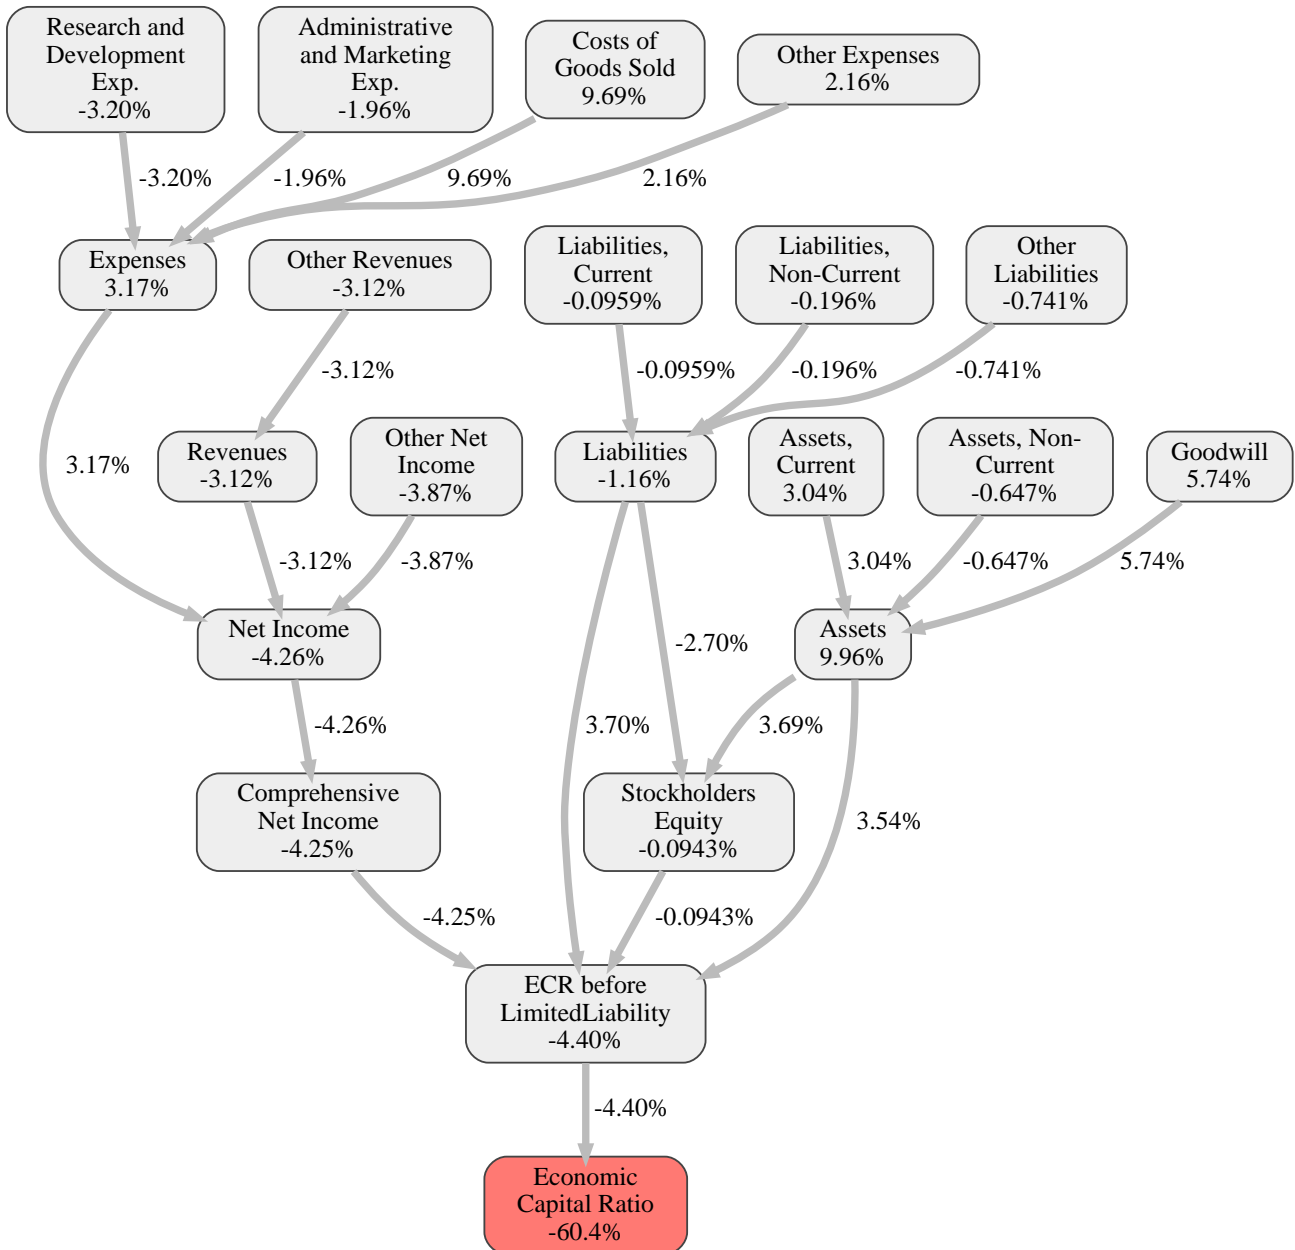 Research and
Development
Exp.
-3.20%
Administrative
and Marketing
Exp.
-1.96%
Costs of
Goods Sold
9.69%
Other Expenses
2.16%
-3.20%
-1.96%
9.69%
2.16%
Expenses
3.17%
Other Revenues
-3.12%
Liabilities,
Current
-0.0959%
Liabilities,
Non-Current
-0.196%
Other
Liabilities
-0.741%
-3.12%
-0.0959%
-0.196%
-0.741%
3.17%
Revenues
-3.12%
Other Net
Income
-3.87%
Liabilities
-1.16%
Assets,
Current
3.04%
Assets, Non-
Current
-0.647%
Goodwill
5.74%
-3.12%
-3.87%
3.04%
-0.647%
5.74%
Net Income
-4.26%
-2.70%
Assets
9.96%
-4.26%
3.70%
3.69%
Comprehensive
Net Income
-4.25%
Stockholders
Equity
-0.0943%
3.54%
-4.25%
-0.0943%
ECR before
LimitedLiability
-4.40%
-4.40%
Economic
Capital Ratio
-60.4%